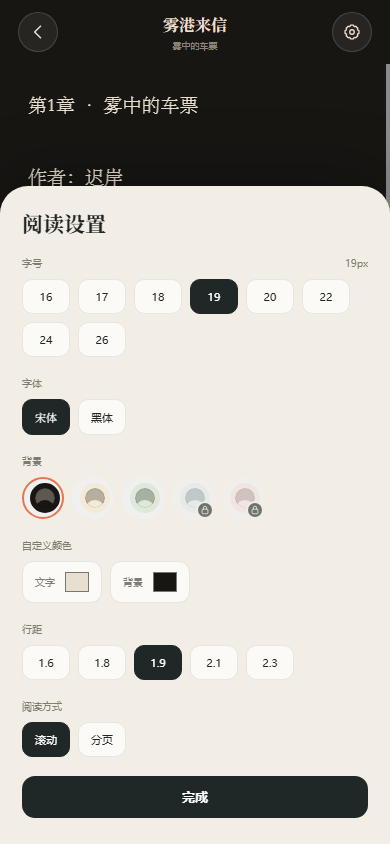 雾港来信
雾中的车票
第1章 · 雾中的车票
作者：迟岸
阅读设置
字号 19px
16 17 18 19 20 22
24 26
字体
宋体 黑体
背景
自定义颜色
文字 背景
行距
1.6 1.8 1.9 2.1 2.3
阅读方式
滚动 分页
完成